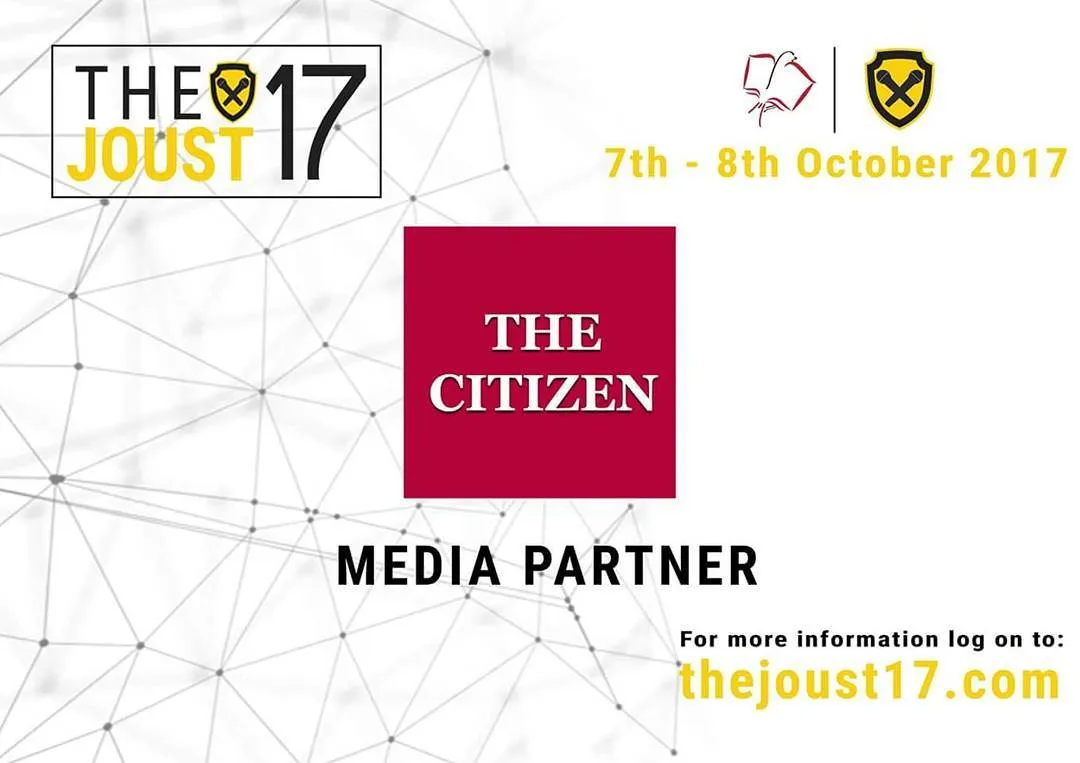 THE
JOUST 17
7th - 8th October 2017
THE
CITIZEN
MEDIA PARTNER
For more information log on to:
thejoust17.com